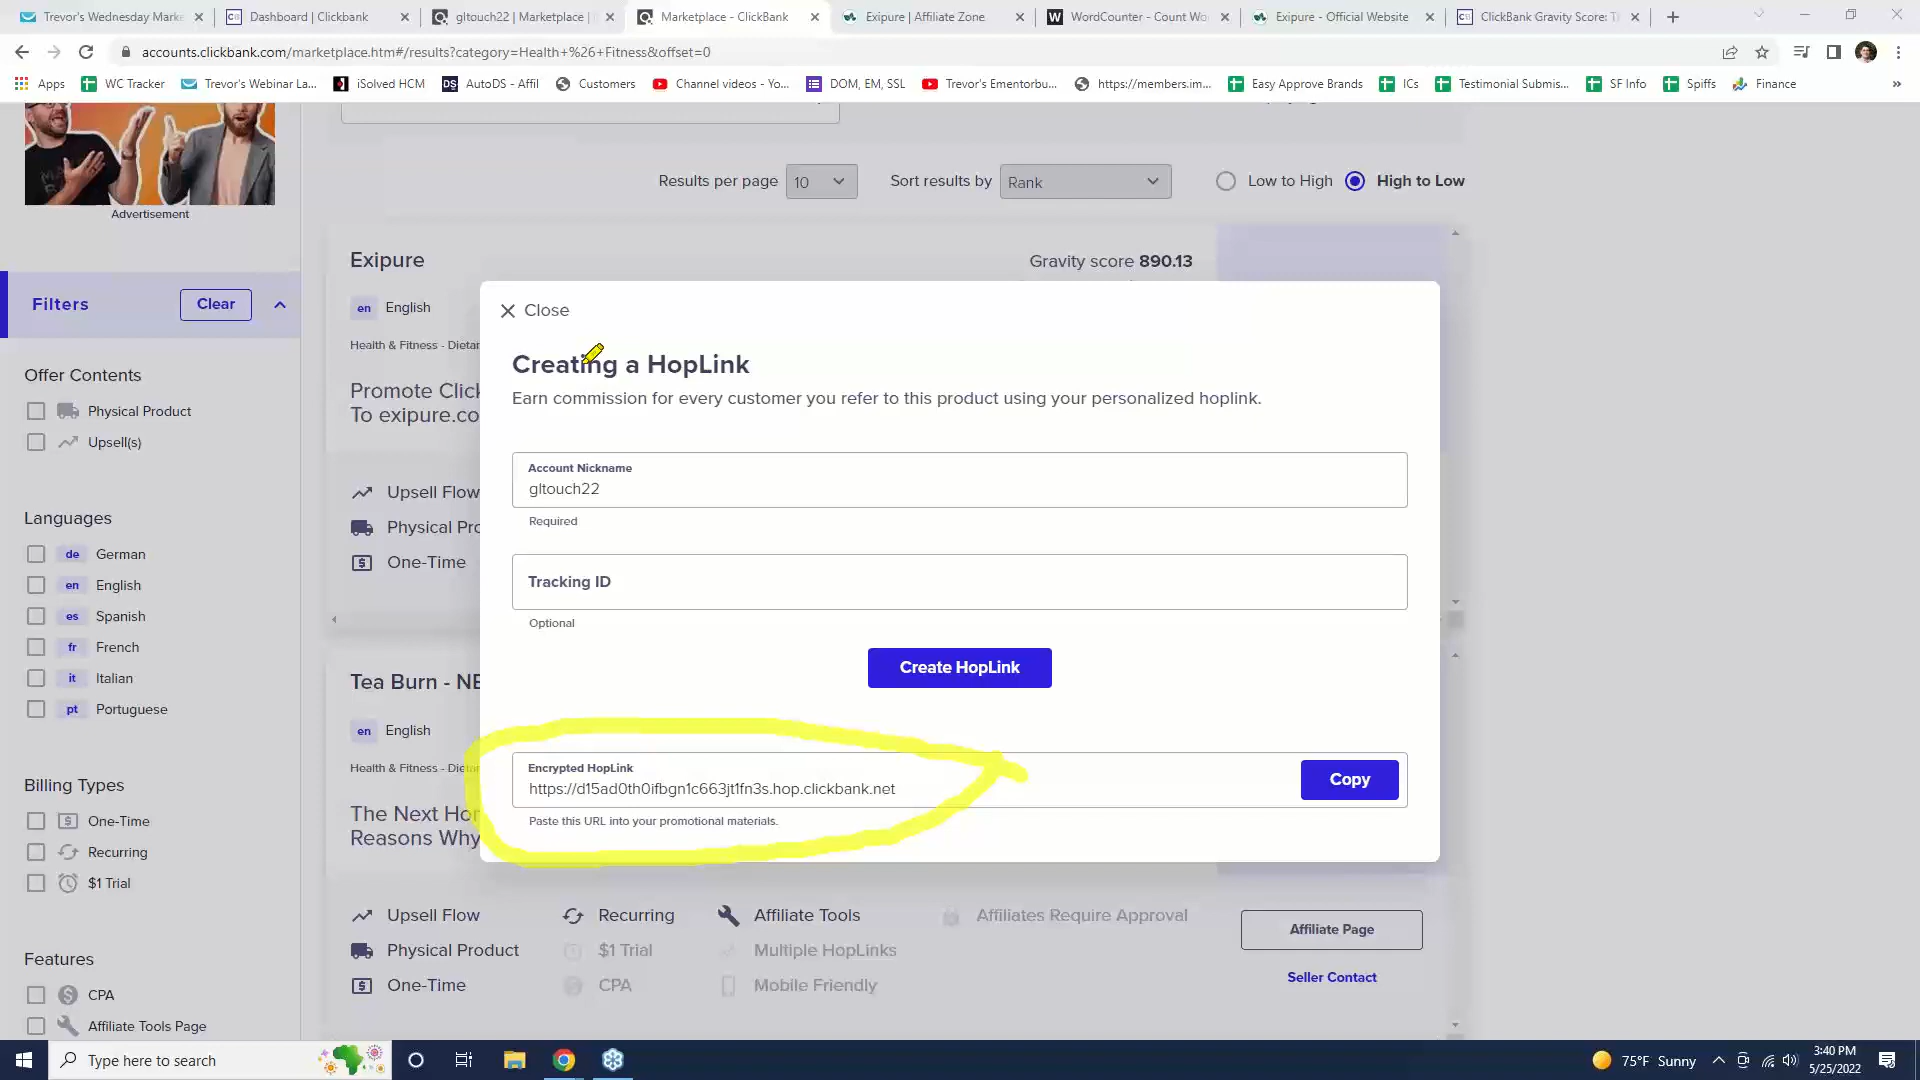 Trevor's Wednesday Marke
Dashboard | Clickbank
gltouch22 | Marketplace |
Marketplace - ClickBank
Exipure | Affiliate Zone
WordCounter - Count Wo
Exipure - Official Website
ClickBank Gravity Score: T
accounts.clickbank.com/marketplace.htm#/results?category=Health+%26+Fitness&offset=0
Apps
WC Tracker
Trevor's Webinar La...
iSolved HCM
AutoDS - Affil
Customers
Channel videos - Yo...
DOM, EM, SSL
Trevor's Ementorbu...
https://members.im...
Easy Approve Brands
ICs
Testimonial Submis...
SF Info
Spiffs
Finance
Advertisement
Results per page
10
Sort results by
Rank
Low to High
High to Low
Filters
Clear
Offer Contents
Physical Product
Upsell(s)
Languages
de German
en English
es Spanish
fr French
it Italian
pt Portuguese
Billing Types
One-Time
Recurring
$1 Trial
Features
CPA
Affiliate Tools Page
Exipure
Gravity score 890.13
en English
Health & Fitness - Dietar
Promote Click
To exipure.co
Upsell Flow
Physical Pro
One-Time
Close
Creating a HopLink
Earn commission for every customer you refer to this product using your personalized hoplink.
Account Nickname
gltouch22
Required
Tracking ID
Optional
Create HopLink
Encrypted HopLink
https://d15ad0th0ifbgn1c663jt1fn3s.hop.clickbank.net
Copy
Paste this URL into your promotional materials.
Tea Burn - NE
en English
Health & Fitness - Dietar
The Next Hor
Reasons Why
Upsell Flow
Recurring
Affiliate Tools
Affiliates Require Approval
Physical Product
$1 Trial
Multiple HopLinks
One-Time
CPA
Mobile Friendly
Affiliate Page
Seller Contact
Type here to search
75°F Sunny
3:40 PM
5/25/2022